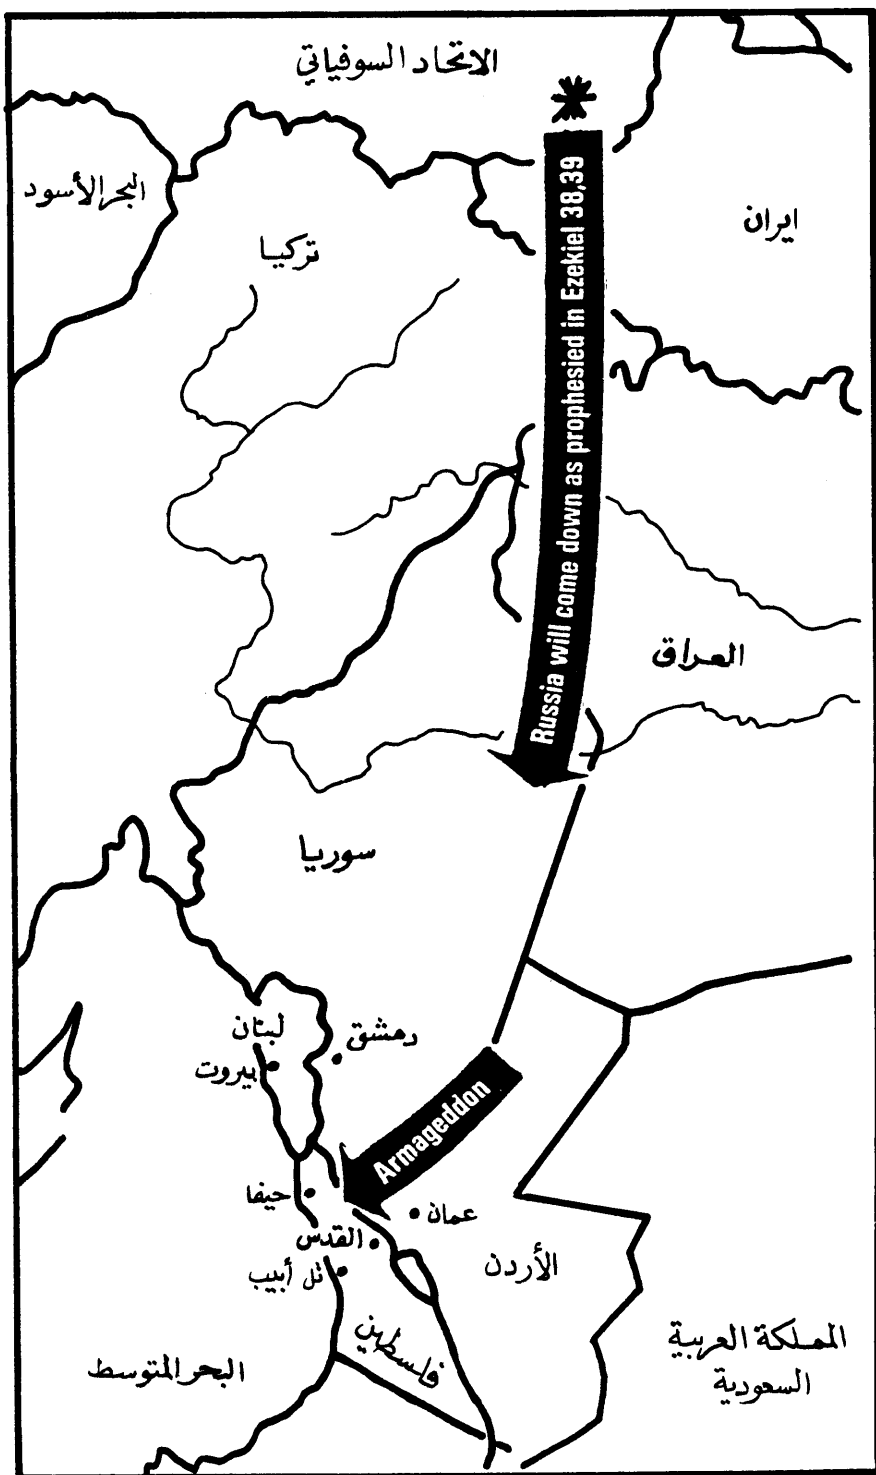 الاتحاد السوفياتي
البحر الأسود
ايران
تركيا
Russia will come down as prophesied in Ezekiel 38,39
العراق
سوريا
لبنان
دمشق
بيروت
Armageddon
حيفا
عمان
القدس
تل أبيب
الأردن
فلسطين
المملكة العربية
السعودية
البحر المتوسط